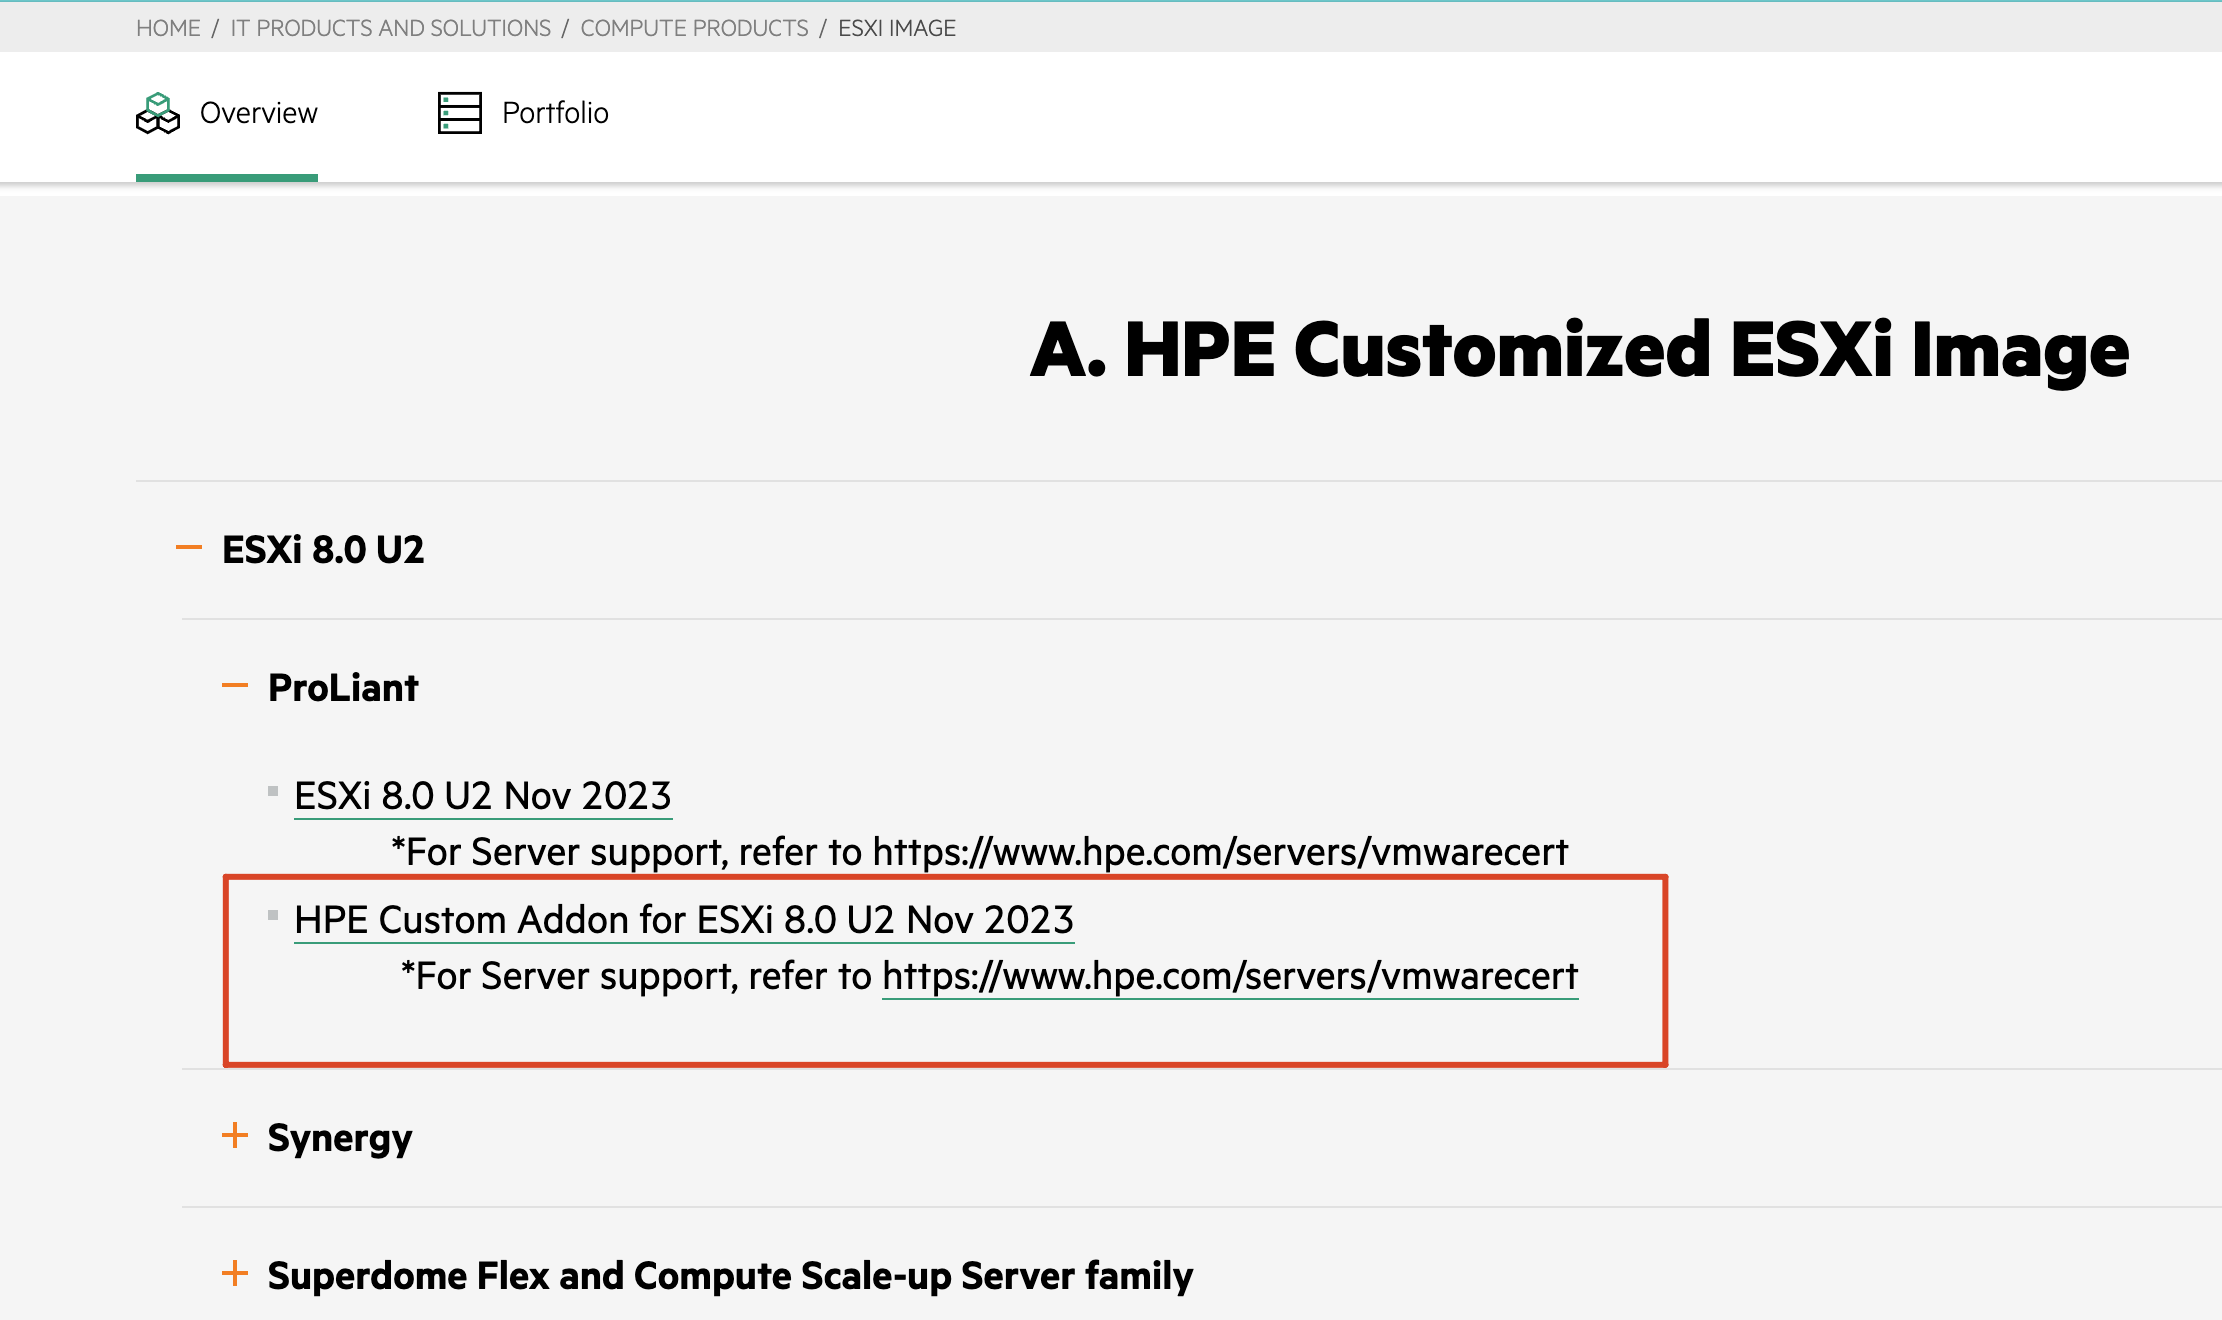 HOME / IT PRODUCTS AND SOLUTIONS / COMPUTE PRODUCTS / ESXI IMAGE
Overview
Portfolio
A. HPE Customized ESXi Image
ESXi 8.0 U2
ProLiant
ESXi 8.0 U2 Nov 2023
*For Server support, refer to https://www.hpe.com/servers/vmwarecert
HPE Custom Addon for ESXi 8.0 U2 Nov 2023
*For Server support, refer to https://www.hpe.com/servers/vmwarecert
Synergy
Superdome Flex and Compute Scale-up Server family